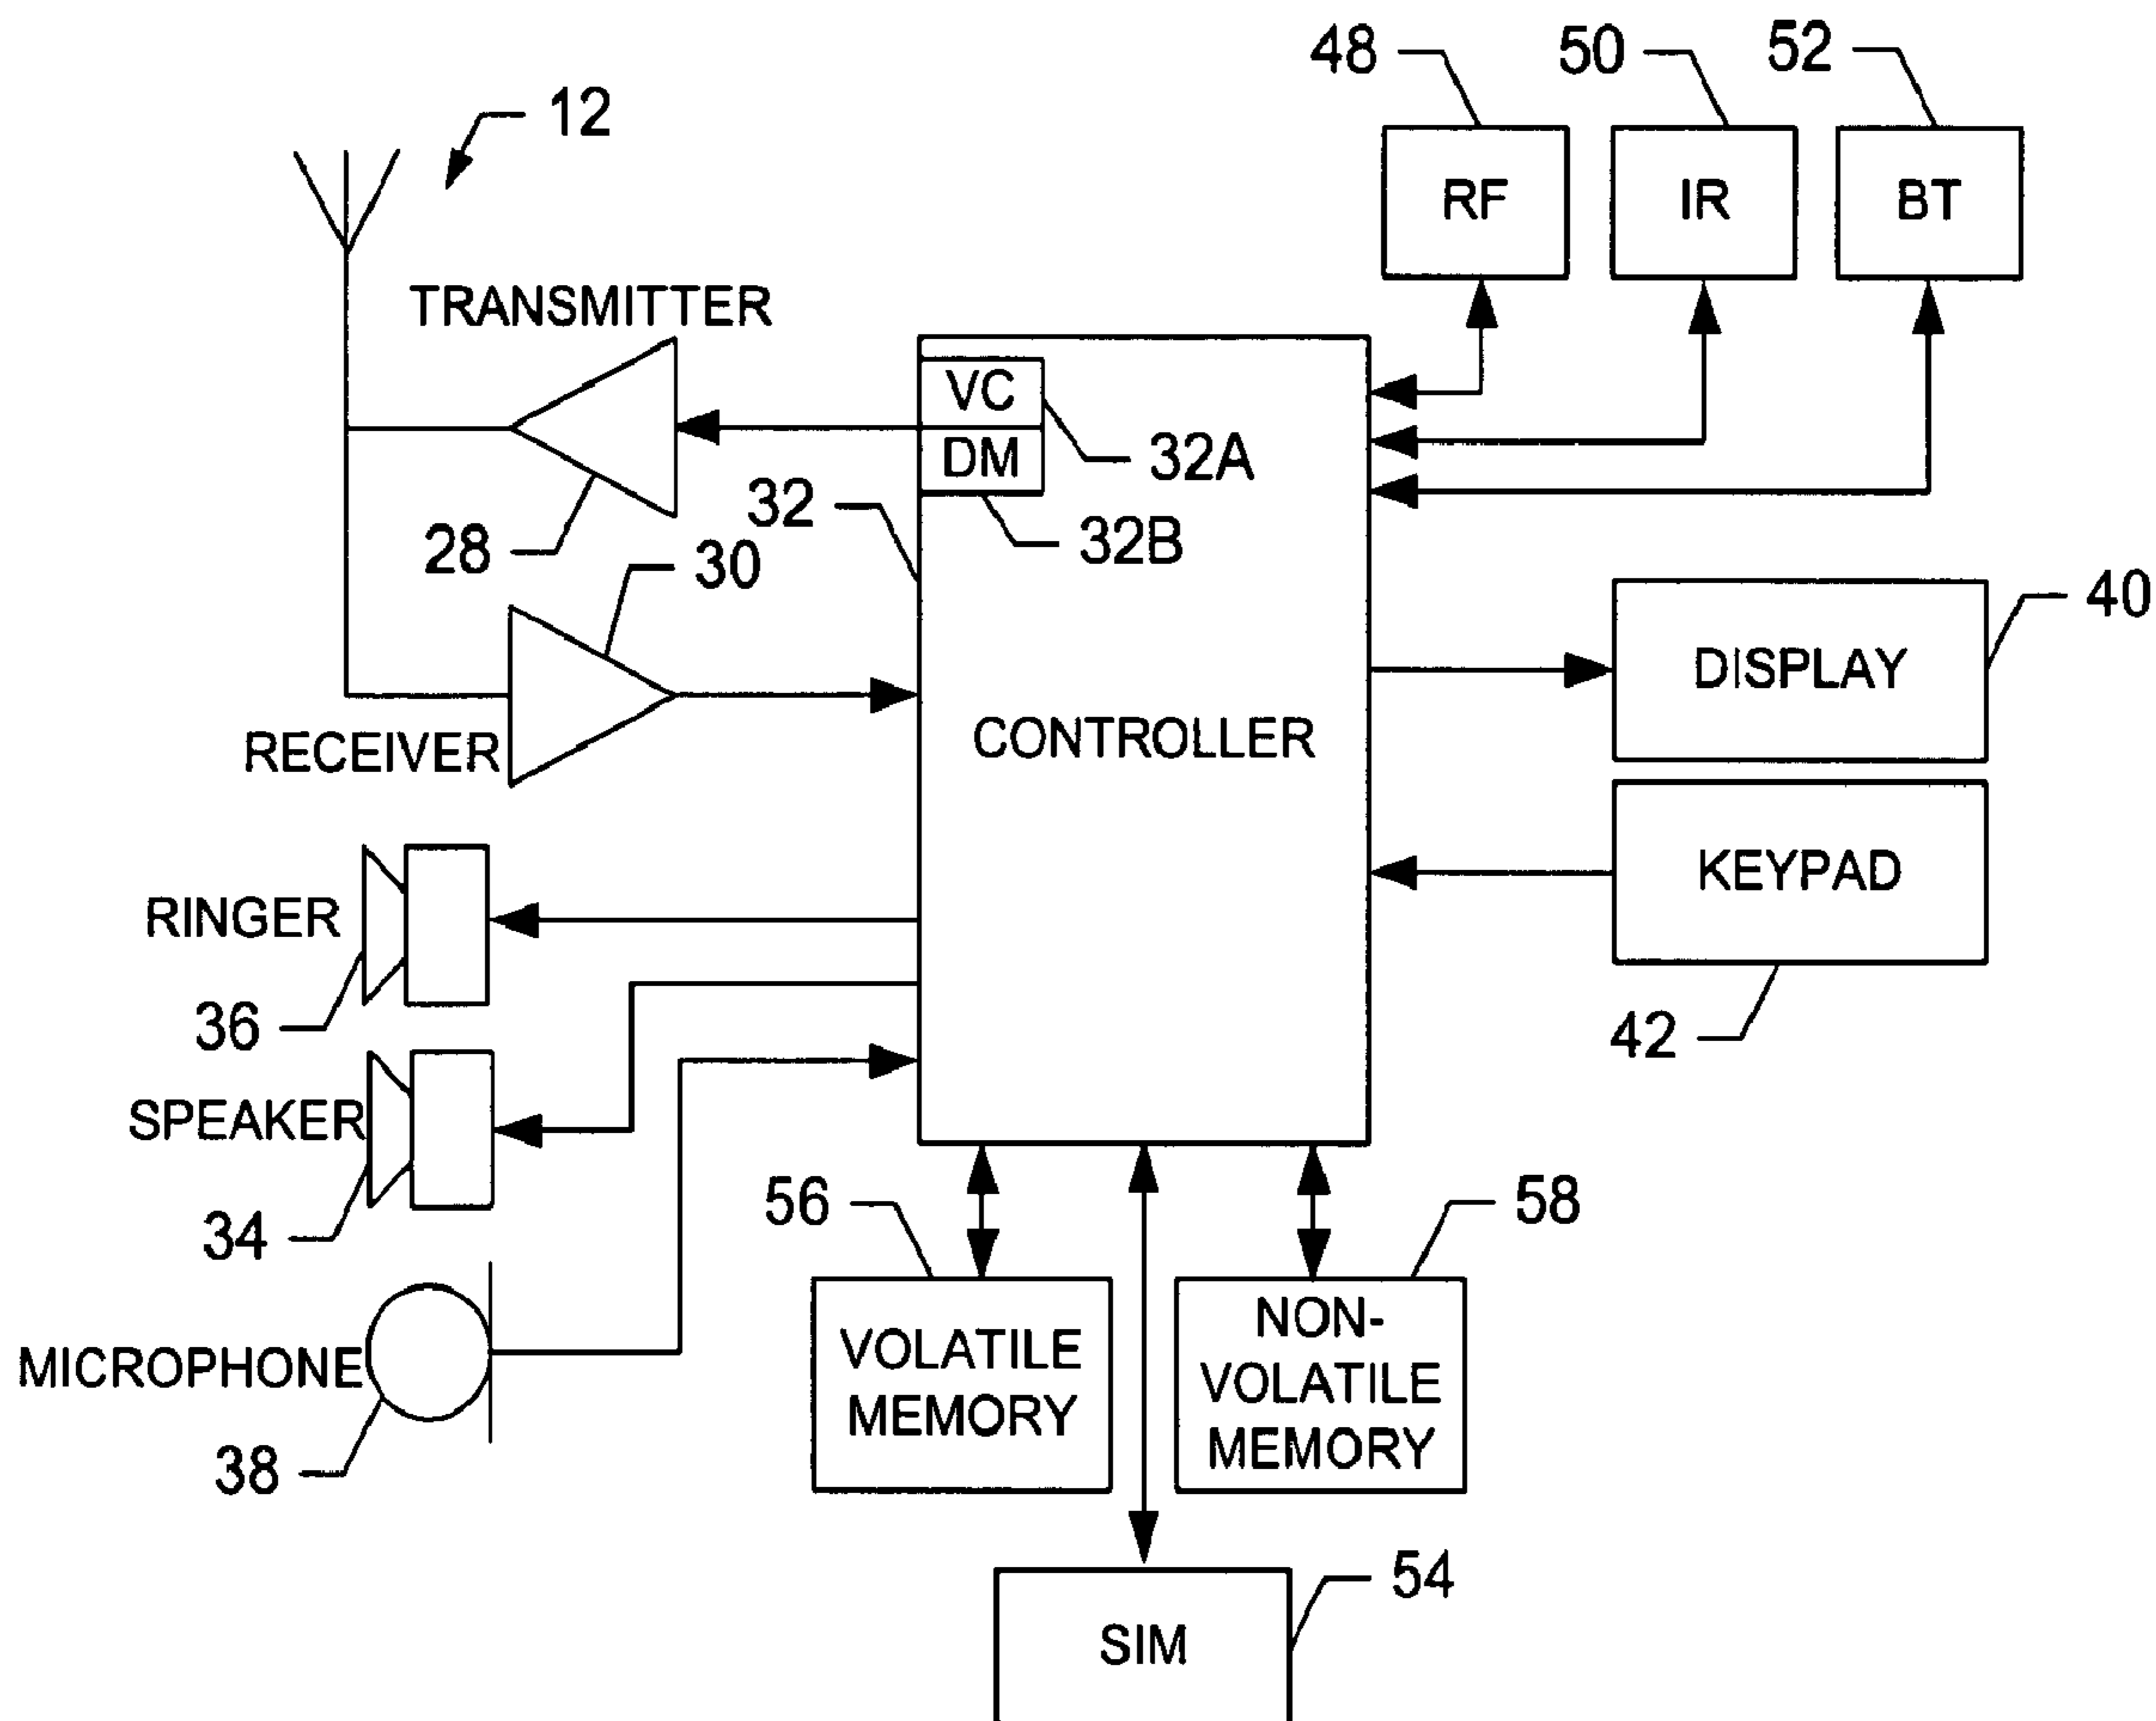 48
50
52
12
RF
IR
BT
TRANSMITTER
VC
DM
32A
32
32B
28
30
40
DISPLAY
CONTROLLER
RECEIVER
KEYPAD
RINGER
36
42
SPEAKER
34
56
58
VOLATILE
MEMORY
NON-
VOLATILE
MEMORY
MICROPHONE
38
54
SIM